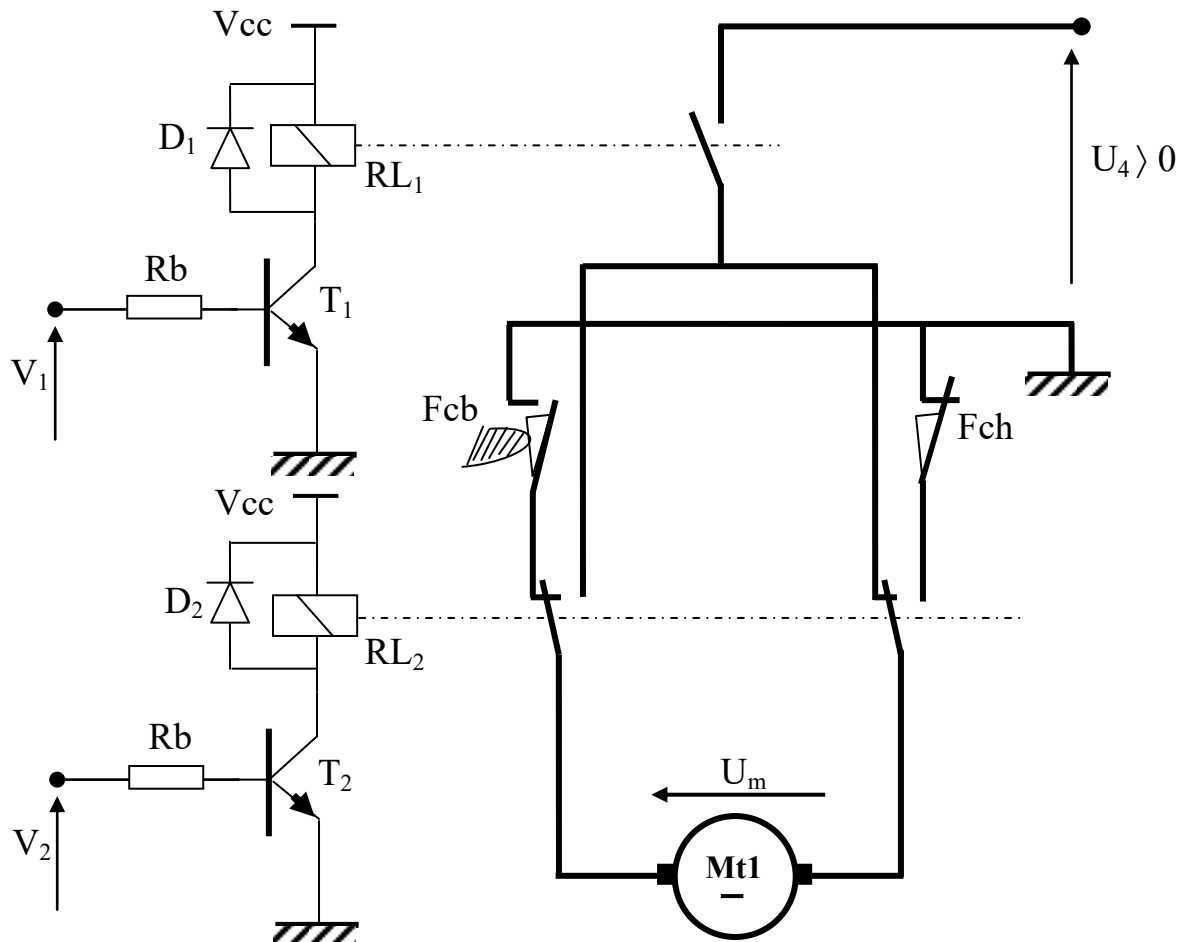 Vcc
D₁
RL₁
U₄ ⟩ 0
Rb
T₁
V₁
Fcb
Fch
Vcc
D₂
RL₂
Rb
T₂
V₂
Uₘ
Mt1